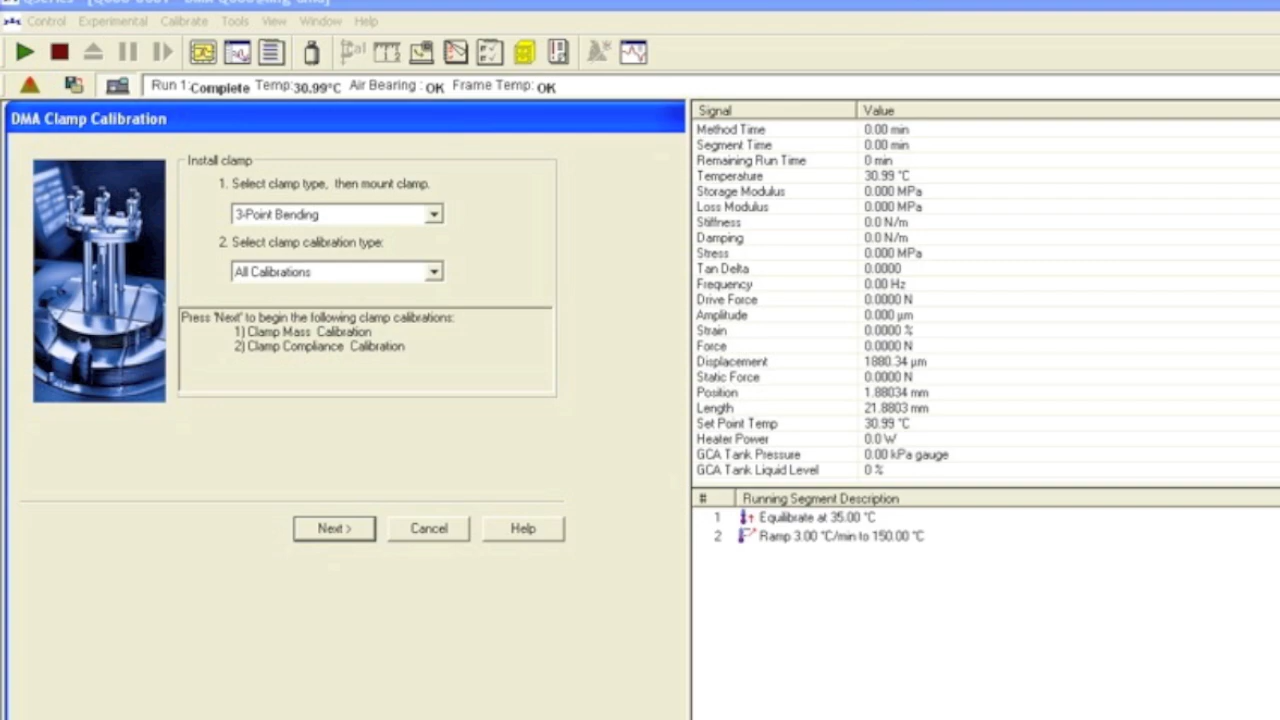 Control Experimental Calibrate Tools View Window Help
Run 1: Complete Temp: 30.99°C Air Bearing : OK Frame Temp: OK
DMA Clamp Calibration
Install clamp
1. Select clamp type, then mount clamp.
3-Point Bending
2. Select clamp calibration type:
All Calibrations
Press 'Next' to begin the following clamp calibrations:
1) Clamp Mass Calibration
2) Clamp Compliance Calibration
Next >
Cancel
Help
Signal Value
Method Time 0.00 min
Segment Time 0.00 min
Remaining Run Time 0 min
Temperature 30.99 °C
Storage Modulus 0.000 MPa
Loss Modulus 0.000 MPa
Stiffness 0.0 N/m
Damping 0.0 N/m
Stress 0.000 MPa
Tan Delta 0.0000
Frequency 0.00 Hz
Drive Force 0.0000 N
Amplitude 0.000 µm
Strain 0.0000 %
Force 0.0000 N
Displacement 1880.34 µm
Static Force 0.0000 N
Position 1.88034 mm
Length 21.8803 mm
Set Point Temp 30.99 °C
Heater Power 0.0 W
GCA Tank Pressure 0.00 kPa gauge
GCA Tank Liquid Level 0 %
# Running Segment Description
1 Equilibrate at 35.00 °C
2 Ramp 3.00 °C/min to 150.00 °C